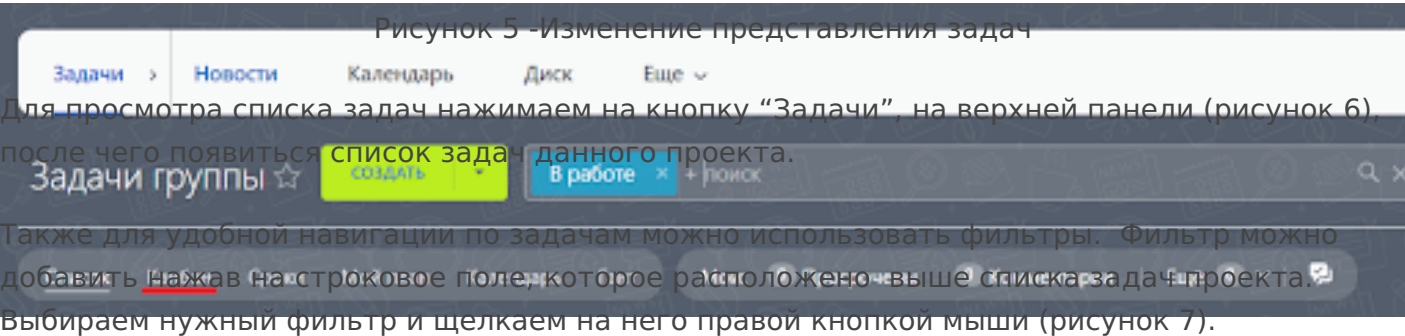 Рисунок 5 -Изменение представления задач
Задачи Новости Календарь Диск Еще
Для просмотра списка задач нажимаем на кнопку “Задачи”, на верхней панели (рисунок 6),
после чего появиться список задач данного проекта.
Задачи группы СОЗДАТЬ В работе × + поиск
Также для удобной навигации по задачам можно использовать фильтры. Фильтр можно
добавить нажав на строковое поле, которое расположено выше списка задач проекта.
Выбираем нужный фильтр и щелкаем на него правой кнопкой мыши (рисунок 7).